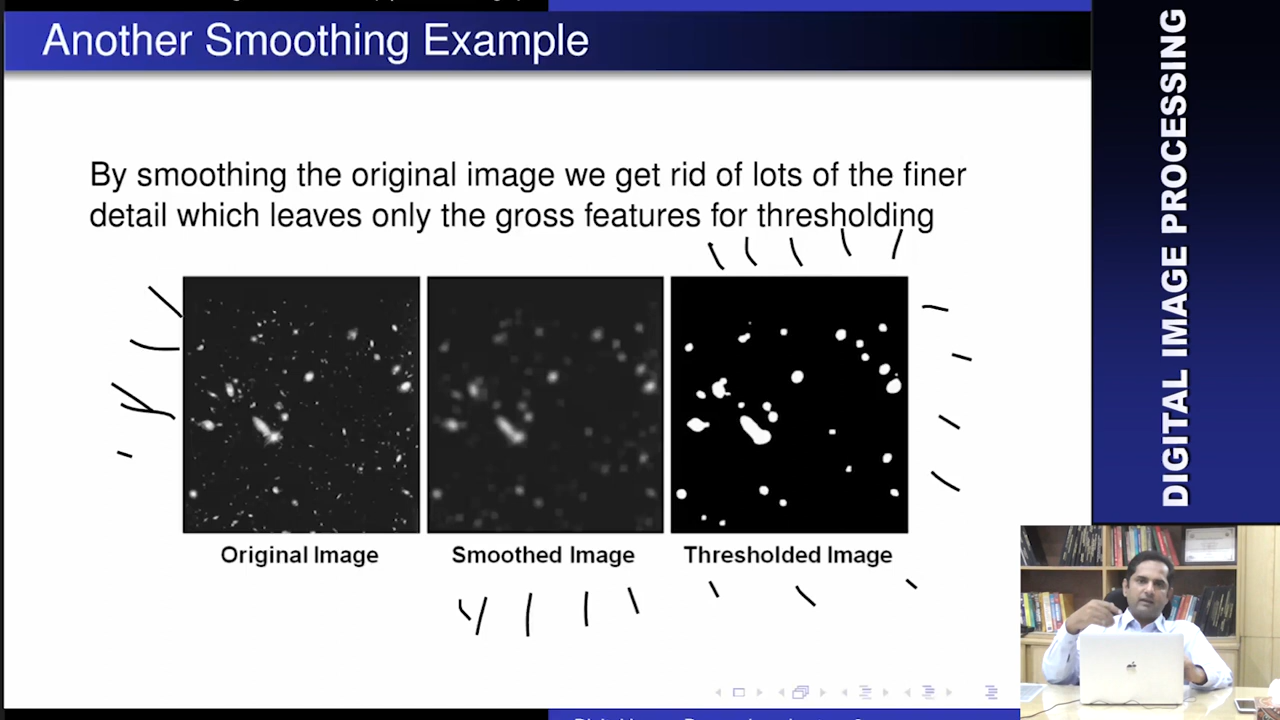 Another Smoothing Example
By smoothing the original image we get rid of lots of the finer
detail which leaves only the gross features for thresholding
Original Image
Smoothed Image
Thresholded Image
DIGITAL IMAGE PROCESSING